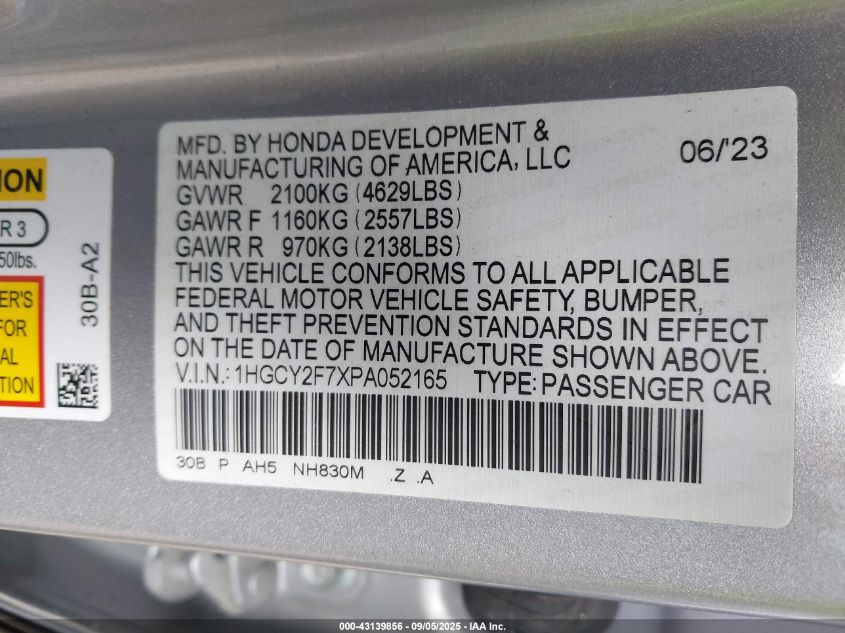 ION
R 3
50lbs.
ER'S
FOR
AL
TION
30B-A2
MFD. BY HONDA DEVELOPMENT &
MANUFACTURING OF AMERICA, LLC
06/'23
GVWR 2100KG (4629LBS)
GAWR F 1160KG (2557LBS)
GAWR R 970KG (2138LBS)
THIS VEHICLE CONFORMS TO ALL APPLICABLE
FEDERAL MOTOR VEHICLE SAFETY, BUMPER,
AND THEFT PREVENTION STANDARDS IN EFFECT
ON THE DATE OF MANUFACTURE SHOWN ABOVE.
V.I.N.: 1HGCY2F7XPA052165 TYPE: PASSENGER CAR
30B P AH5 NH830M .Z .A
000-43139856 - 09/05/2025 - IAA Inc.